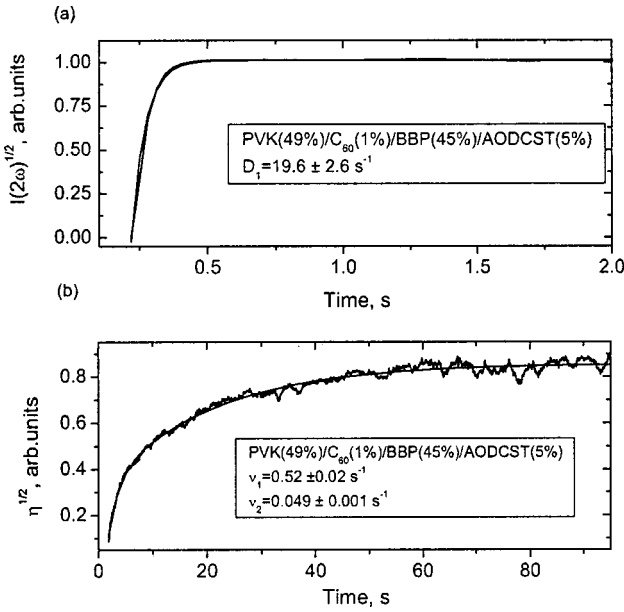 (a)
I(2ω)^1/2, arb.units
1.00
0.75
0.50
0.25
0.00
PVK(49%)/C60(1%)/BBP(45%)/AODCST(5%)
D1=19.6 ± 2.6 s^-1
0.5 1.0 1.5 2.0
Time, s
(b)
η^1/2, arb.units
0.8
0.6
0.4
0.2
PVK(49%)/C60(1%)/BBP(45%)/AODCST(5%)
ν1=0.52 ±0.02 s^-1
ν2=0.049 ± 0.001 s^-1
0 20 40 60 80
Time, s